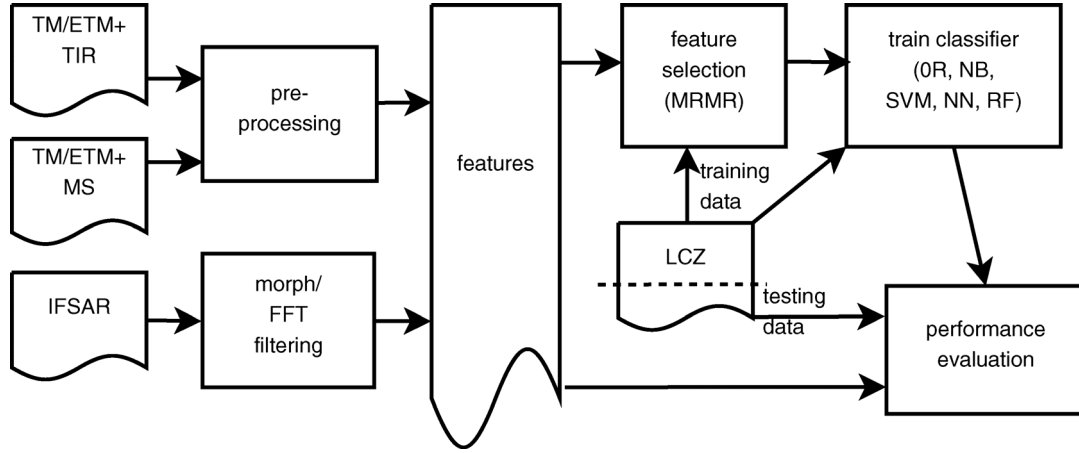 TM/ETM+
TIR
TM/ETM+
MS
IFSAR
pre-
processing
morph/
FFT
filtering
features
feature
selection
(MRMR)
train classifier
(0R, NB,
SVM, NN, RF)
training
data
LCZ
testing
data
performance
evaluation